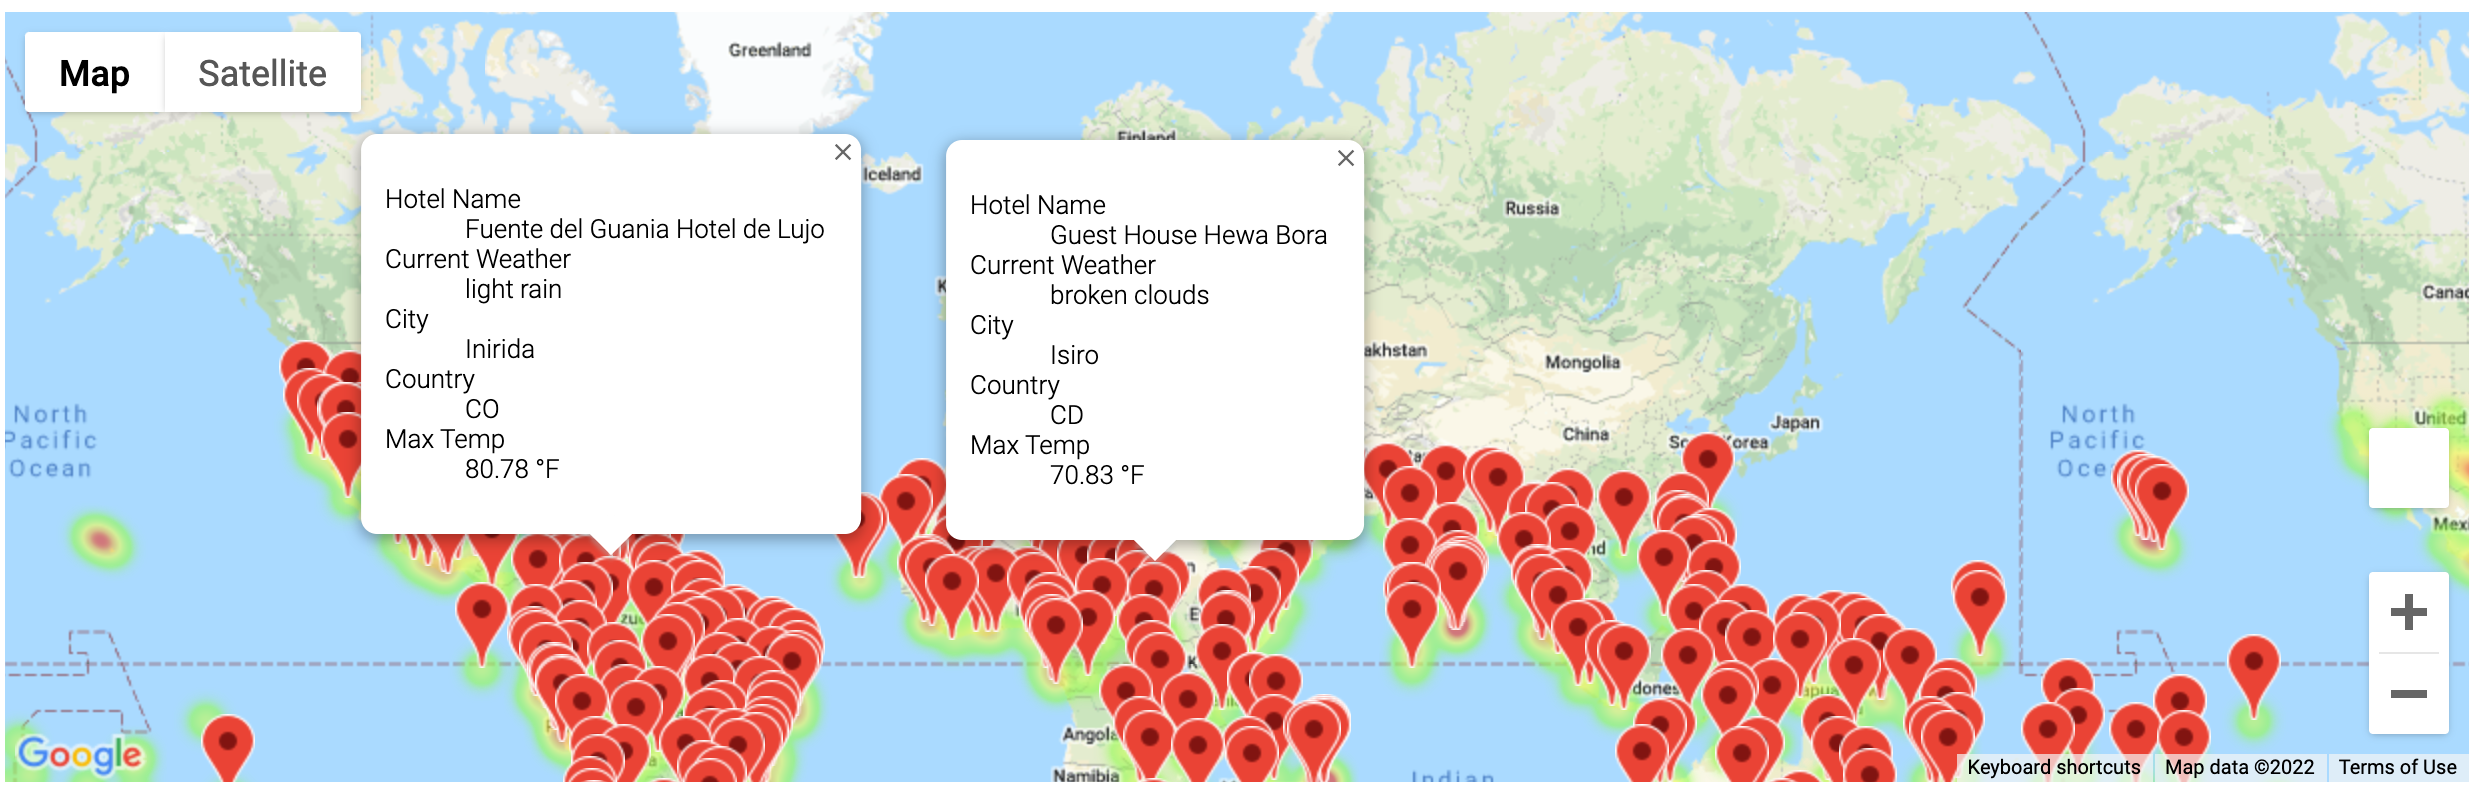 Map
Satellite
Greenland
Finland
Iceland
Russia
Hotel Name
Fuente del Guania Hotel de Lujo
Current Weather
light rain
City
Inirida
Country
CO
Max Temp
80.78 °F
Hotel Name
Guest House Hewa Bora
Current Weather
broken clouds
City
Isiro
Country
CD
Max Temp
70.83 °F
akhstan
Mongolia
China
Japan
Korea
North
Pacific
Ocean
North
Pacific
Oce
Canad
United
Mex
Angola
Namibia
Indian
Google
Keyboard shortcuts
Map data ©2022
Terms of Use